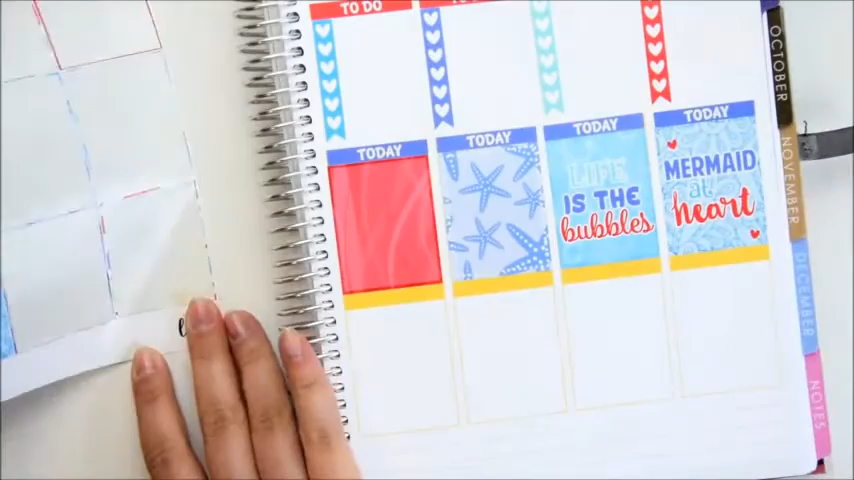 TO DO
TODAY
TODAY
TODAY
TODAY
LIFE
IS THE
bubbles
MERMAID
at
heart
OCTOBER
NOVEMBER
DECEMBER
NOTES